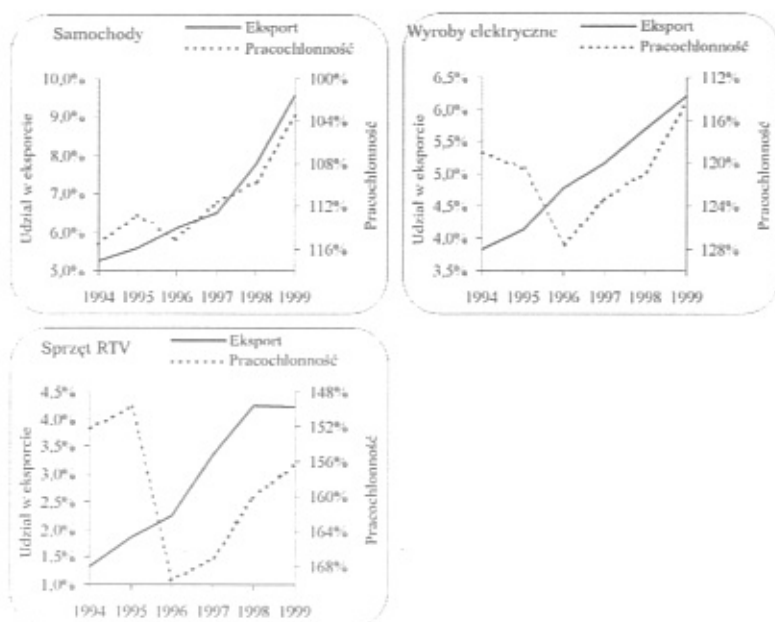 Samochody
Eksport
Pracochłonność
Udział w eksporcie
10,0%
9,0%
8,0%
7,0%
6,0%
5,0%
100%
104%
108%
112%
116%
Pracochłonność
1994 1995 1996 1997 1998 1999
Wyroby elektryczne
Eksport
Pracochłonność
Udział w eksporcie
6,5%
6,0%
5,5%
5,0%
4,5%
4,0%
3,5%
112%
116%
120%
124%
128%
Pracochłonność
1994 1995 1996 1997 1998 1999
Sprzęt RTV
Eksport
Pracochłonność
Udział w eksporcie
4,5%
4,0%
3,5%
3,0%
2,5%
2,0%
1,5%
1,0%
148%
152%
156%
160%
164%
168%
Pracochłonność
1994 1995 1996 1997 1998 1999